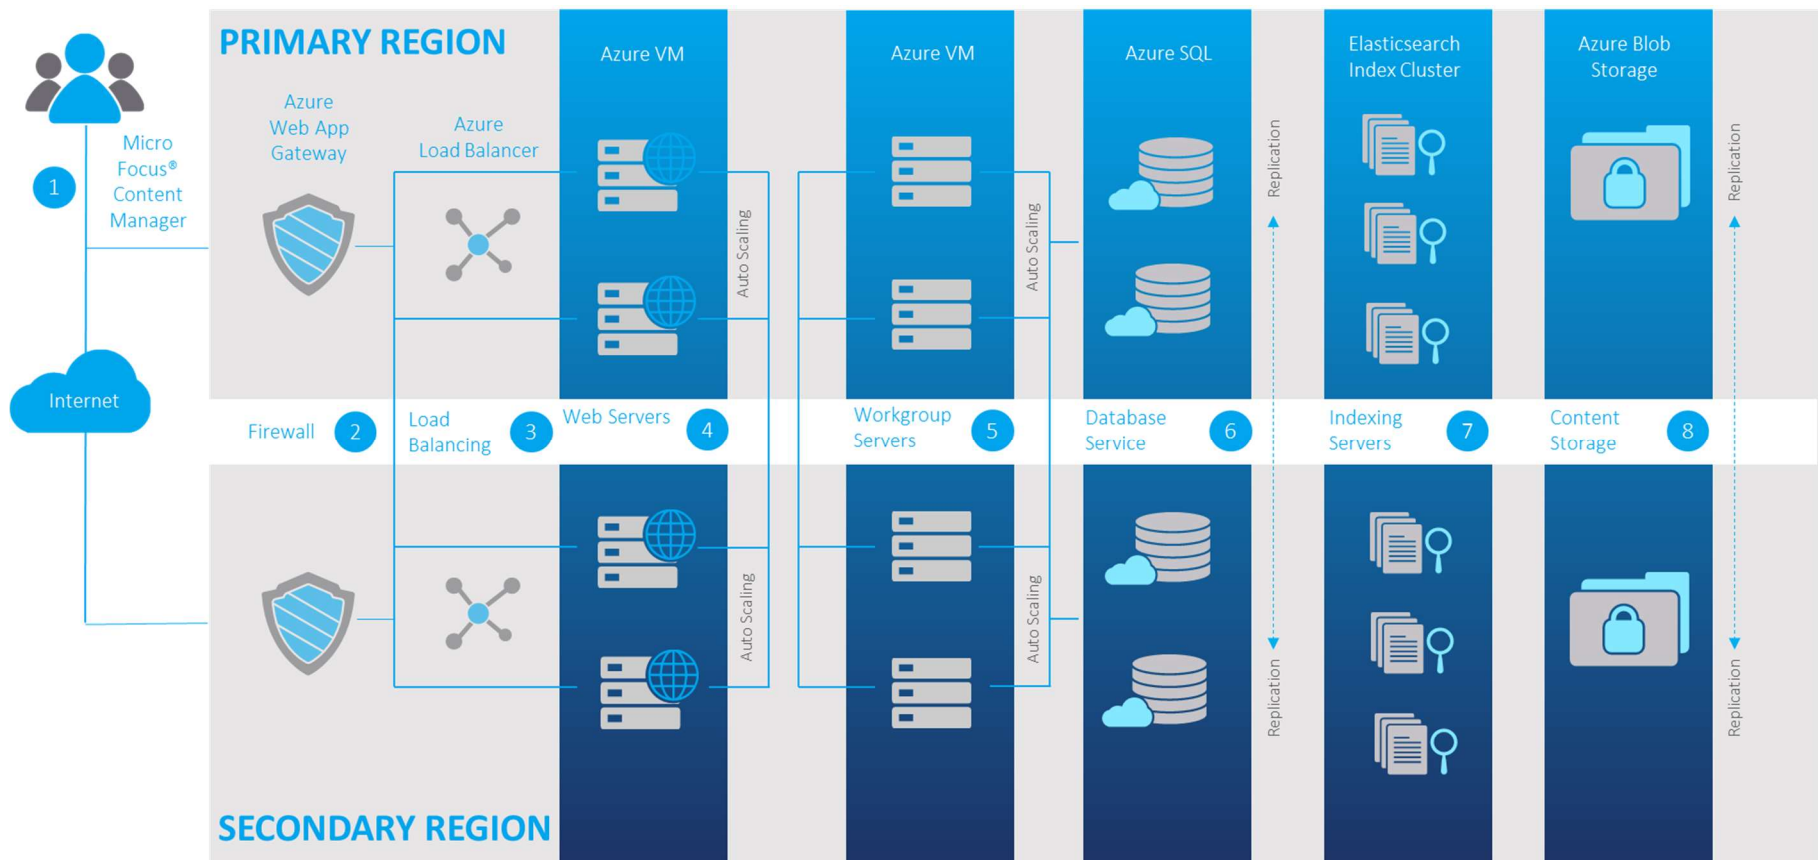 PRIMARY REGION
Azure VM
Azure VM
Azure SQL
Elasticsearch
Index Cluster
Azure Blob
Storage
Azure
Web App
Gateway
Azure
Load Balancer
Micro
Focus®
Content
Manager
1
Auto Scaling
Auto Scaling
Replication
Replication
Internet
Firewall
2
Load
Balancing
3
Web Servers
4
Workgroup
Servers
5
Database
Service
6
Indexing
Servers
7
Content
Storage
8
Auto Scaling
Auto Scaling
Replication
Replication
SECONDARY REGION